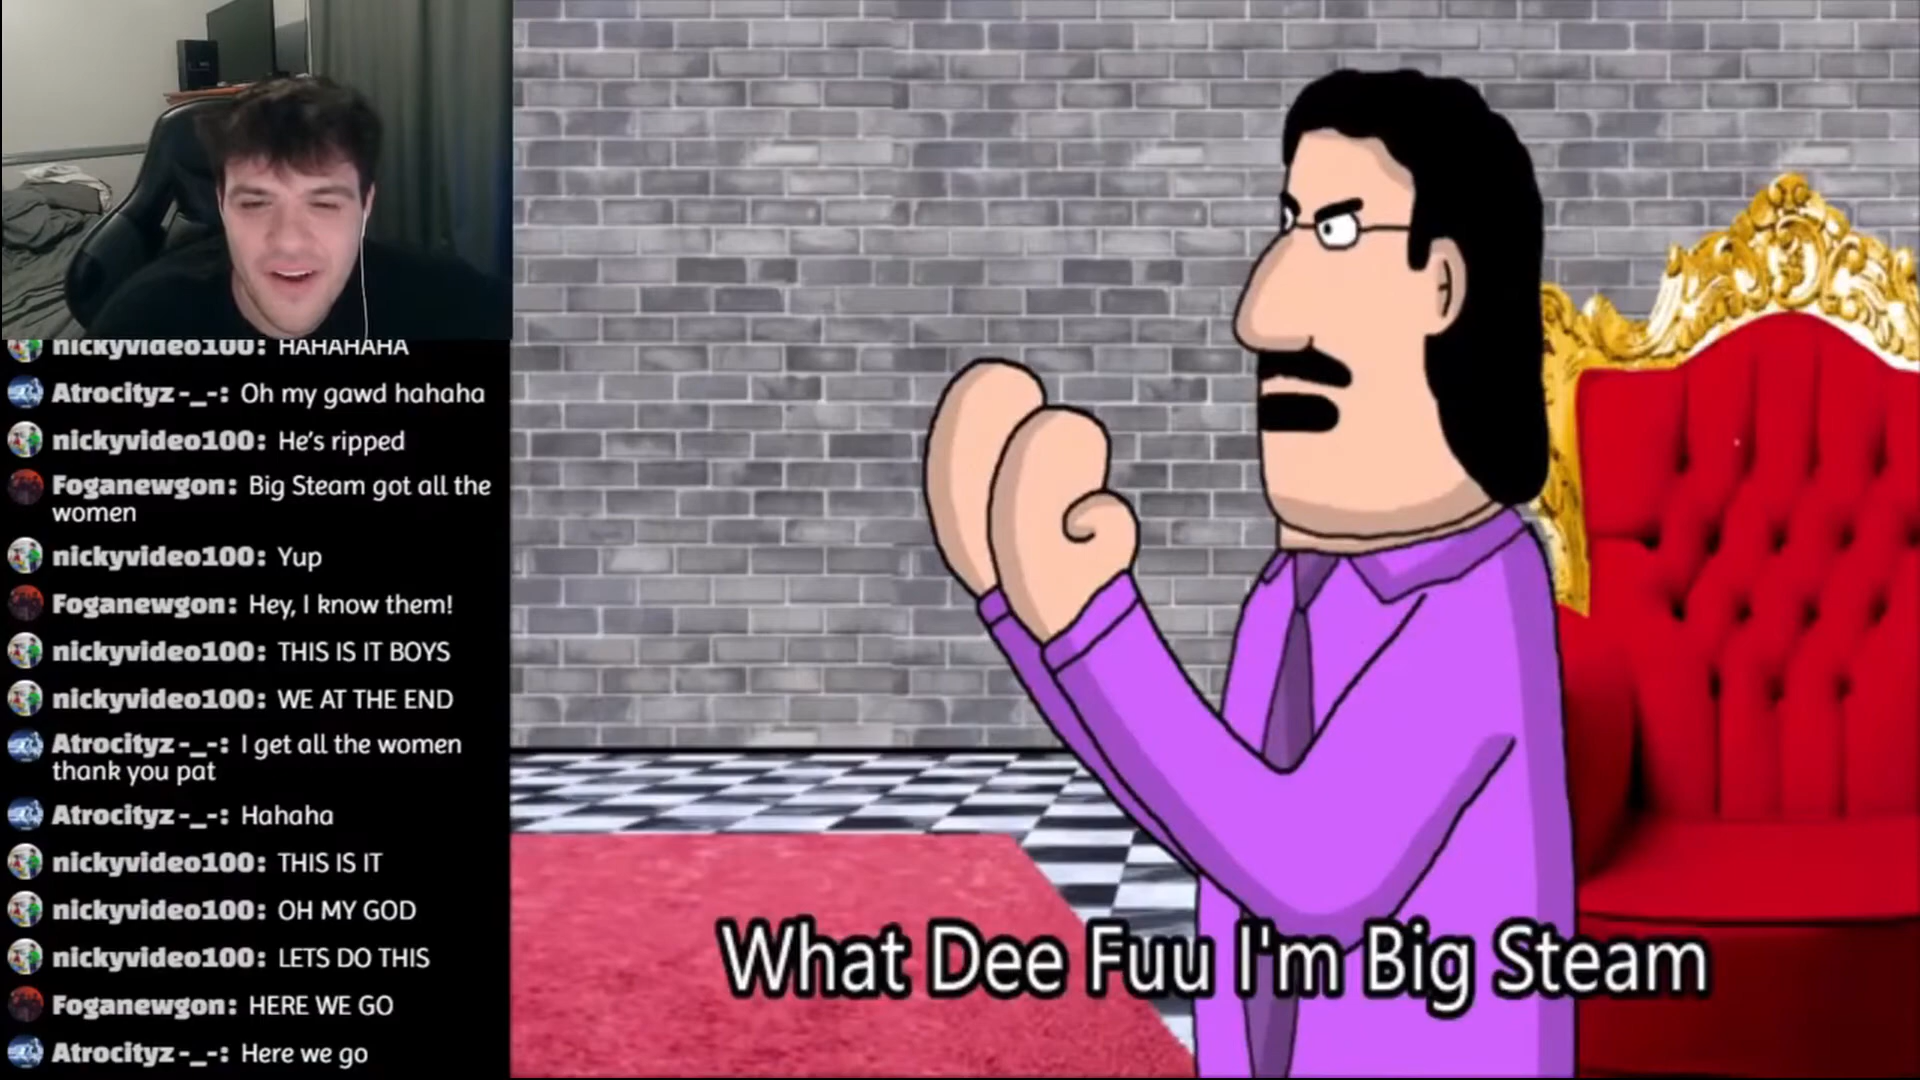 nickyvideo100: HAHAHAHA
Atrocityz -_-: Oh my gawd hahaha
nickyvideo100: He's ripped
Foganewgon: Big Steam got all the
women
nickyvideo100: Yup
Foganewgon: Hey, I know them!
nickyvideo100: THIS IS IT BOYS
nickyvideo100: WE AT THE END
Atrocityz -_-: I get all the women
thank you pat
Atrocityz -_-: Hahaha
nickyvideo100: THIS IS IT
nickyvideo100: OH MY GOD
nickyvideo100: LETS DO THIS
Foganewgon: HERE WE GO
Atrocityz -_-: Here we go
What Dee Fuu I'm Big Steam